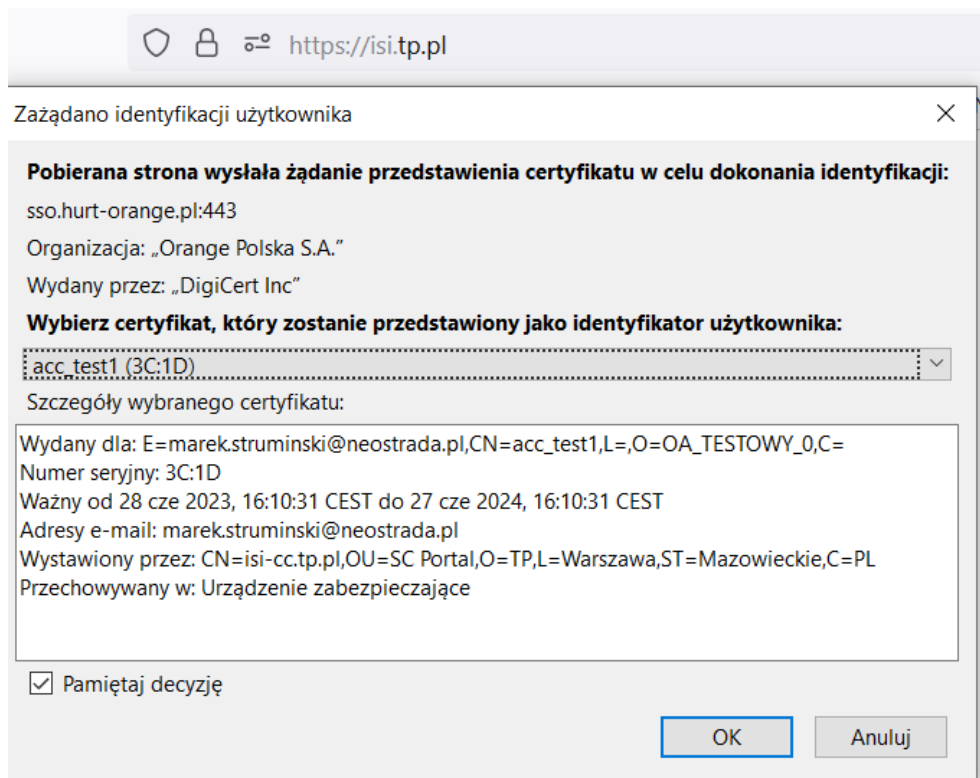 https://isi.tp.pl
Zażądano identyfikacji użytkownika
Pobierana strona wysłała żądanie przedstawienia certyfikatu w celu dokonania identyfikacji:
sso.hurt-orange.pl:443
Organizacja: „Orange Polska S.A.”
Wydany przez: „DigiCert Inc”
Wybierz certyfikat, który zostanie przedstawiony jako identyfikator użytkownika:
acc_test1 (3C:1D)
Szczegóły wybranego certyfikatu:
Wydany dla: E=marek.struminski@neostrada.pl,CN=acc_test1,L=,O=OA_TESTOWY_0,C=
Numer seryjny: 3C:1D
Ważny od 28 cze 2023, 16:10:31 CEST do 27 cze 2024, 16:10:31 CEST
Adresy e-mail: marek.struminski@neostrada.pl
Wystawiony przez: CN=isi-cc.tp.pl,OU=SC Portal,O=TP,L=Warszawa,ST=Mazowieckie,C=PL
Przechowywany w: Urządzenie zabezpieczające
Pamiętaj decyzję
OK
Anuluj